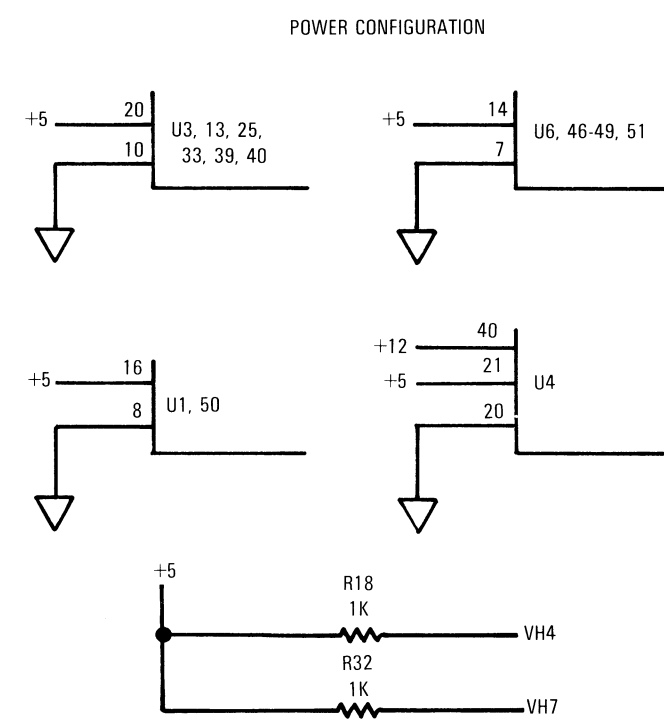 POWER CONFIGURATION
20
+5
U3, 13, 25,
33, 39, 40
10
14
+5
U6, 46-49, 51
7
16
+5
U1, 50
8
40
+12
21
+5
U4
20
+5
R18
1K
VH4
R32
1K
VH7